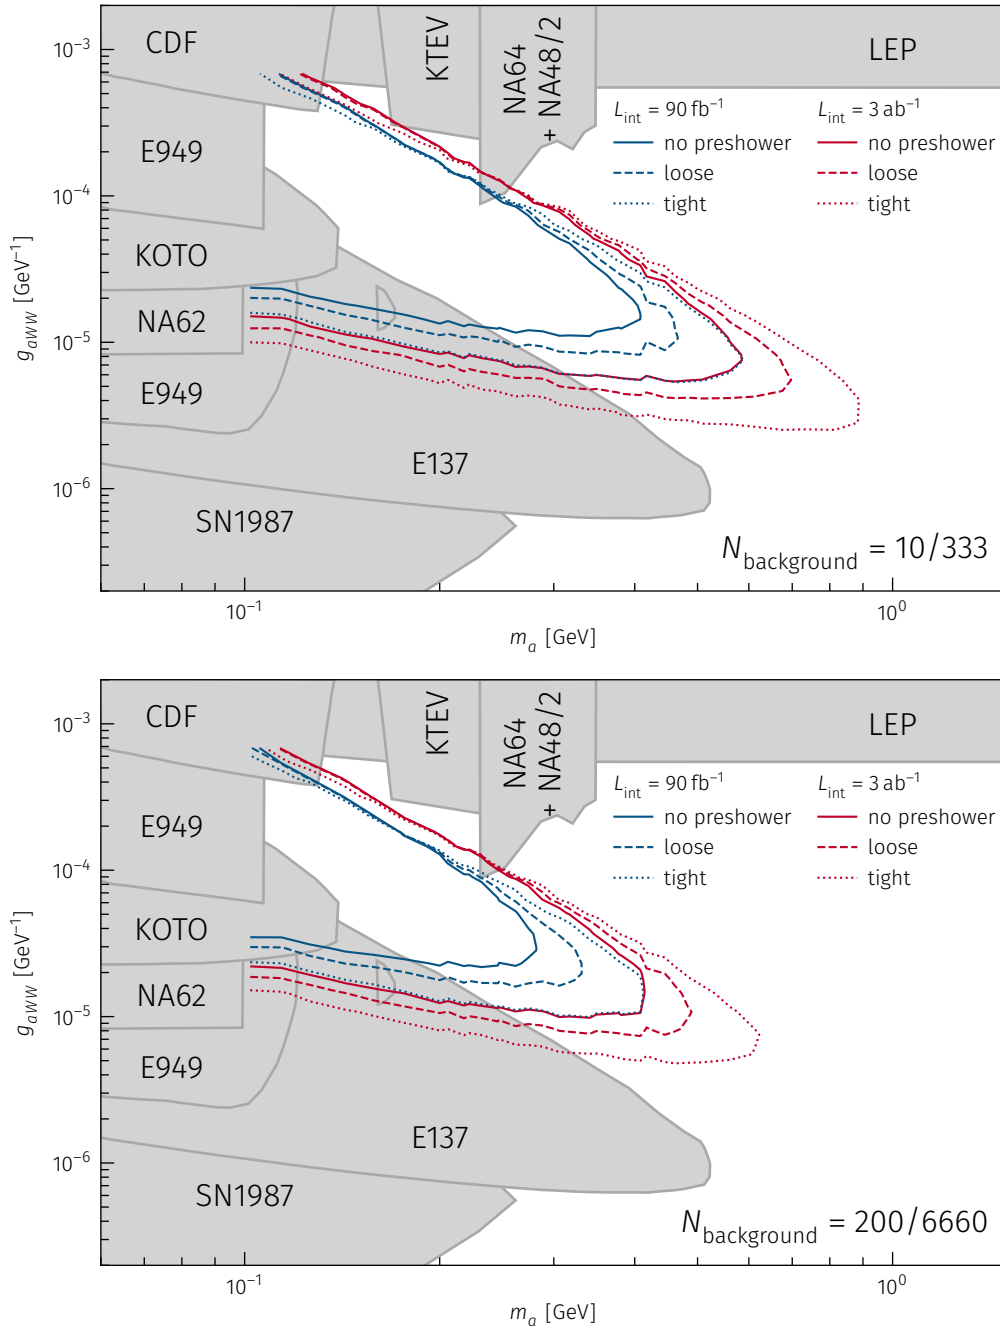 CDF
KTEV
NA64
+ NA48/2
LEP
L_int = 90 fb⁻¹ L_int = 3 ab⁻¹
no preshower no preshower
loose loose
tight tight
E949
KOTO
NA62
E949
E137
SN1987
N_background = 10/333
10⁻³
10⁻⁴
10⁻⁵
10⁻⁶
g_aWW [GeV⁻¹]
10⁻¹ 10⁰
m_a [GeV]
CDF
KTEV
NA64
+ NA48/2
LEP
L_int = 90 fb⁻¹ L_int = 3 ab⁻¹
no preshower no preshower
loose loose
tight tight
E949
KOTO
NA62
E949
E137
SN1987
N_background = 200/6660
10⁻³
10⁻⁴
10⁻⁵
10⁻⁶
g_aWW [GeV⁻¹]
10⁻¹ 10⁰
m_a [GeV]